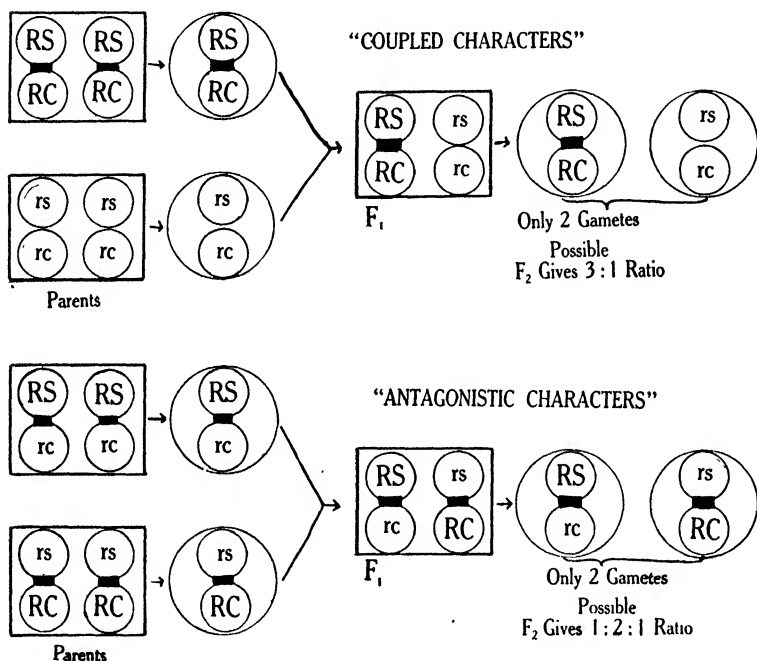 "COUPLED CHARACTERS"
RS RS RS
RC RC RC
RS rs RS rs
RC rc RC rc
F₁
rs rs rs
rc rc rc
Parents
Only 2 Gametes
Possible
F₂ Gives 3 : 1 Ratio
"ANTAGONISTIC CHARACTERS"
RS RS RS
rc rc rc
RS rs RS rs
rc RC rc RC
F₁
rs rs rs
RC RC RC
Parents
Only 2 Gametes
Possible
F₂ Gives 1 : 2 : 1 Ratio